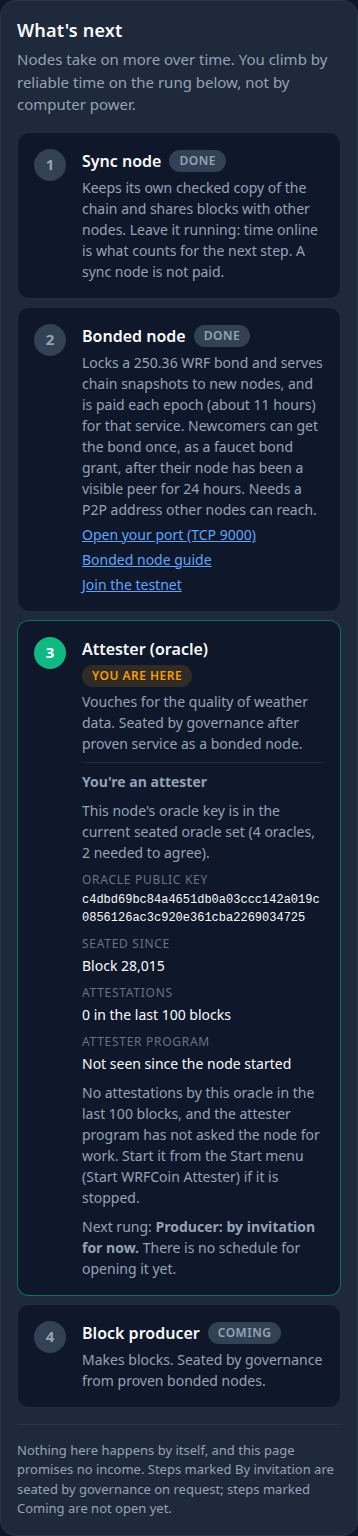 What's next
Nodes take on more over time. You climb by
reliable time on the rung below, not by
computer power.
1
Sync node DONE
Keeps its own checked copy of the
chain and shares blocks with other
nodes. Leave it running: time online
is what counts for the next step. A
sync node is not paid.
2
Bonded node DONE
Locks a 250.36 WRF bond and serves
chain snapshots to new nodes, and
is paid each epoch (about 11 hours)
for that service. Newcomers can get
the bond once, as a faucet bond
grant, after their node has been a
visible peer for 24 hours. Needs a
P2P address other nodes can reach.
Open your port (TCP 9000)
Bonded node guide
Join the testnet
3
Attester (oracle)
YOU ARE HERE
Vouches for the quality of weather
data. Seated by governance after
proven service as a bonded node.
You're an attester
This node's oracle key is in the
current seated oracle set (4 oracles,
2 needed to agree).
ORACLE PUBLIC KEY
c4dbd69bc84a4651db0a03ccc142a019c
0856126ac3c920e361cba2269034725
SEATED SINCE
Block 28,015
ATTESTATIONS
0 in the last 100 blocks
ATTESTER PROGRAM
Not seen since the node started
No attestations by this oracle in the
last 100 blocks, and the attester
program has not asked the node for
work. Start it from the Start menu
(Start WRFCoin Attester) if it is
stopped.
Next rung: Producer: by invitation
for now. There is no schedule for
opening it yet.
4
Block producer COMING
Makes blocks. Seated by governance
from proven bonded nodes.
Nothing here happens by itself, and this page
promises no income. Steps marked By invitation are
seated by governance on request; steps marked
Coming are not open yet.